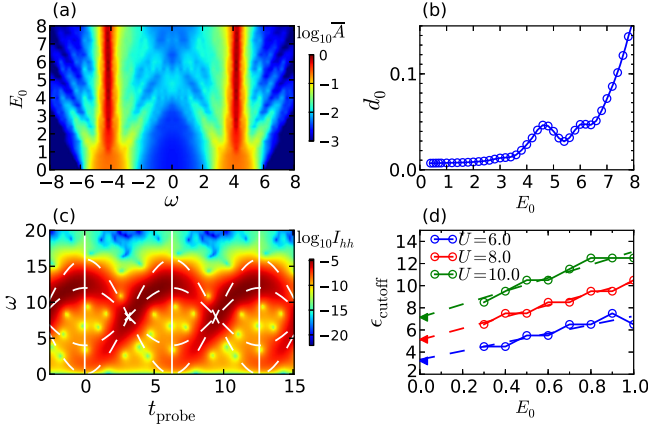 (a)
log₁₀ A̅
8
7
6
5
4
3
2
1
0
E₀
0
−1
−2
−3
−8 −6 −4 −2 0 2 4 6 8
ω
(b)
0.1
0.0
d₀
0 1 2 3 4 5 6 7 8
E₀
(c)
log₁₀ I_hh
20
15
10
5
0
ω
−5
−10
−15
−20
0 5 10 15
t_probe
(d)
U=6.0
U=8.0
U=10.0
14
12
10
8
6
4
2
ϵ_cutoff
0.0 0.2 0.4 0.6 0.8 1.0
E₀